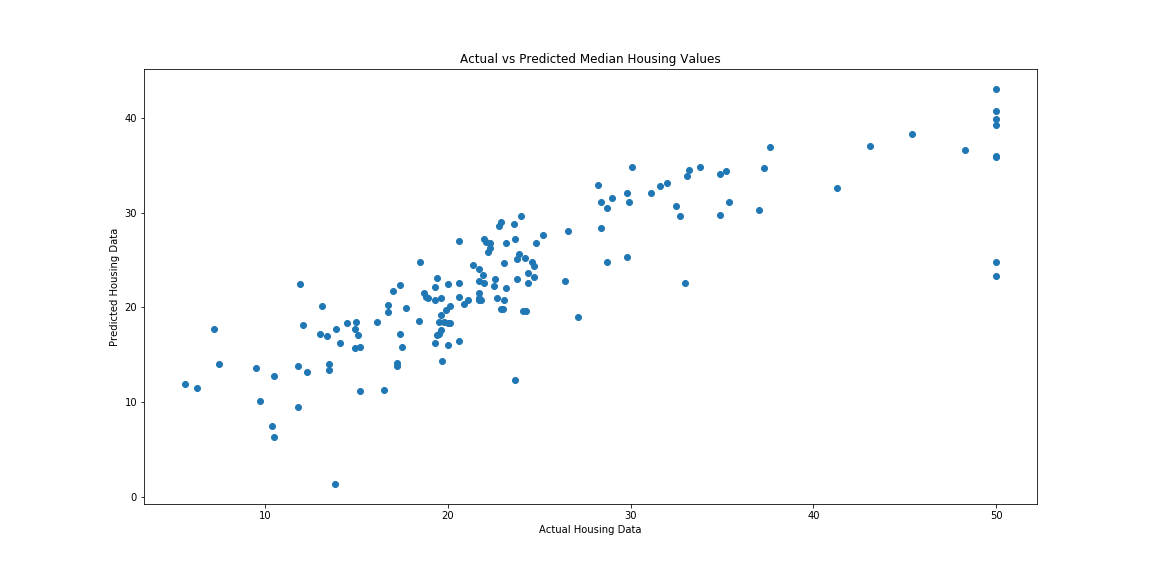 Actual vs Predicted Median Housing Values
40
30
20
10
0
Predicted Housing Data
10 20 30 40 50
Actual Housing Data